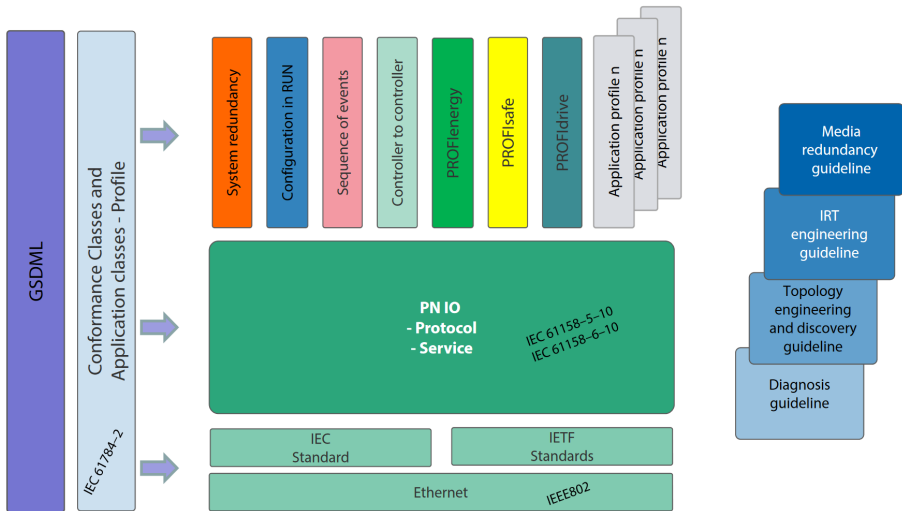 GSDML
Conformance Classes and
Application classes - Profile
IEC 61784–2
System redundancy
Configuration in RUN
Sequence of events
Controller to controller
PROFIenergy
PROFIsafe
PROFIdrive
Application profile n
Application profile n
Application profile n
PN IO
- Protocol
- Service
IEC 61158–5–10
IEC 61158–6–10
IEC
Standard
IETF
Standards
Ethernet
IEEE802
Media
redundancy
guideline
IRT
engineering
guideline
Topology
engineering
and discovery
guideline
Diagnosis
guideline